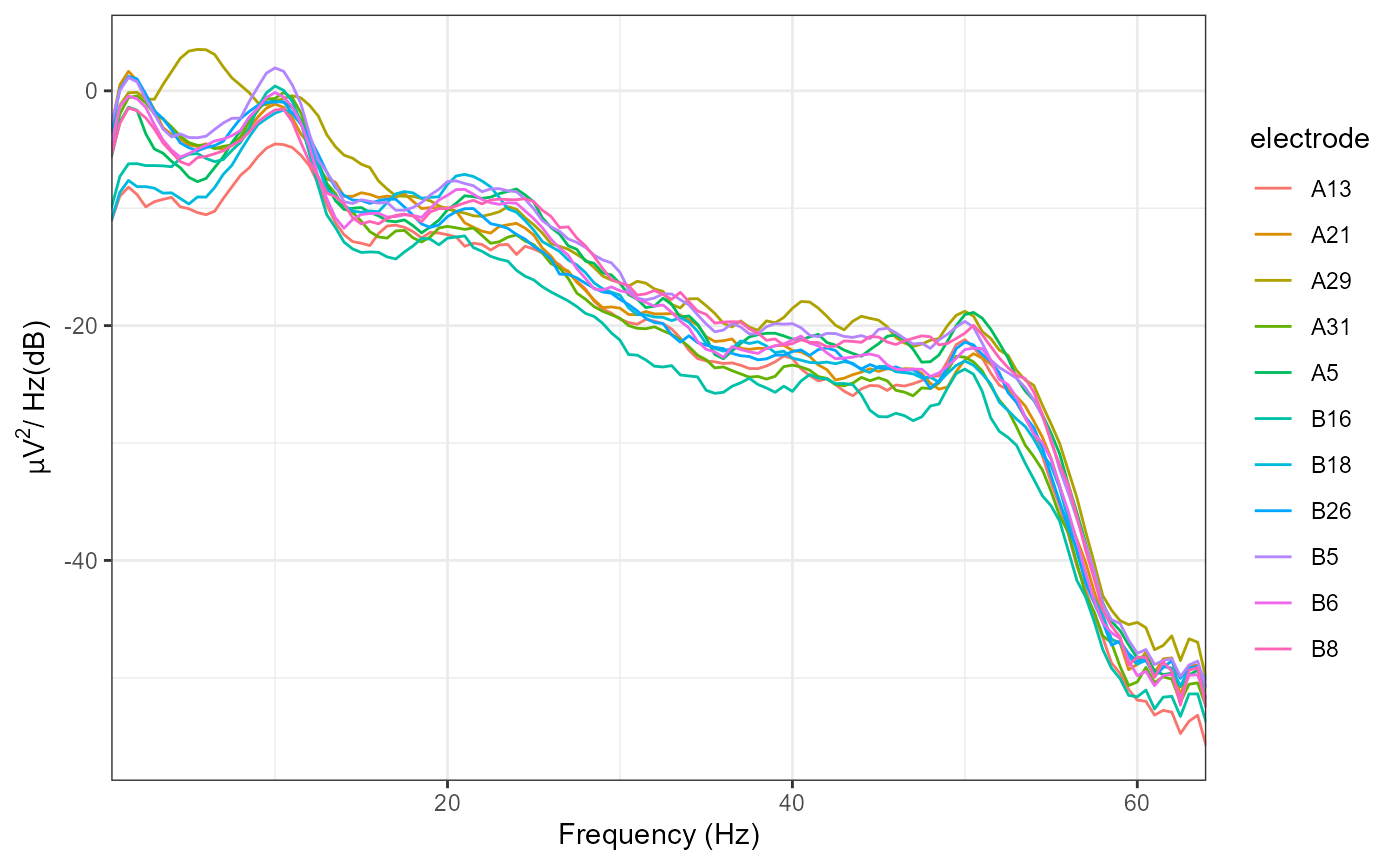 0
-20
-40
20
40
60
Frequency (Hz)
μV²/ Hz(dB)
electrode
A13
A21
A29
A31
A5
B16
B18
B26
B5
B6
B8